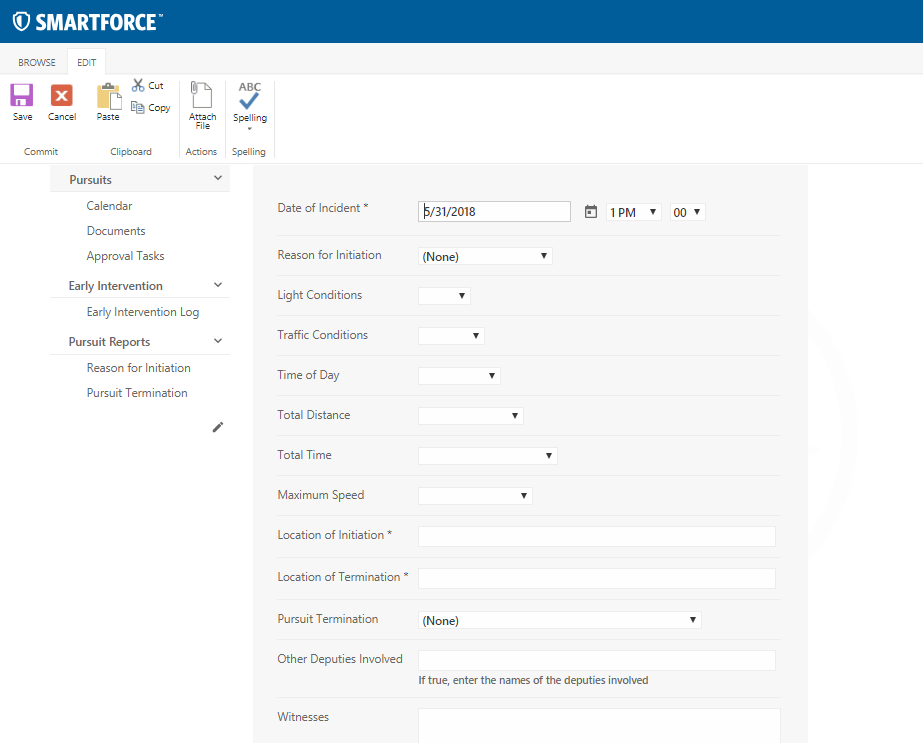 SMARTFORCE™
BROWSE EDIT
Save Cancel Paste Cut Copy Attach File ABC Spelling
Commit Clipboard Actions Spelling
Pursuits
Calendar
Documents
Approval Tasks
Early Intervention
Early Intervention Log
Pursuit Reports
Reason for Initiation
Pursuit Termination
Date of Incident * 5/31/2018 1 PM 00
Reason for Initiation (None)
Light Conditions
Traffic Conditions
Time of Day
Total Distance
Total Time
Maximum Speed
Location of Initiation *
Location of Termination *
Pursuit Termination (None)
Other Deputies Involved
If true, enter the names of the deputies involved
Witnesses